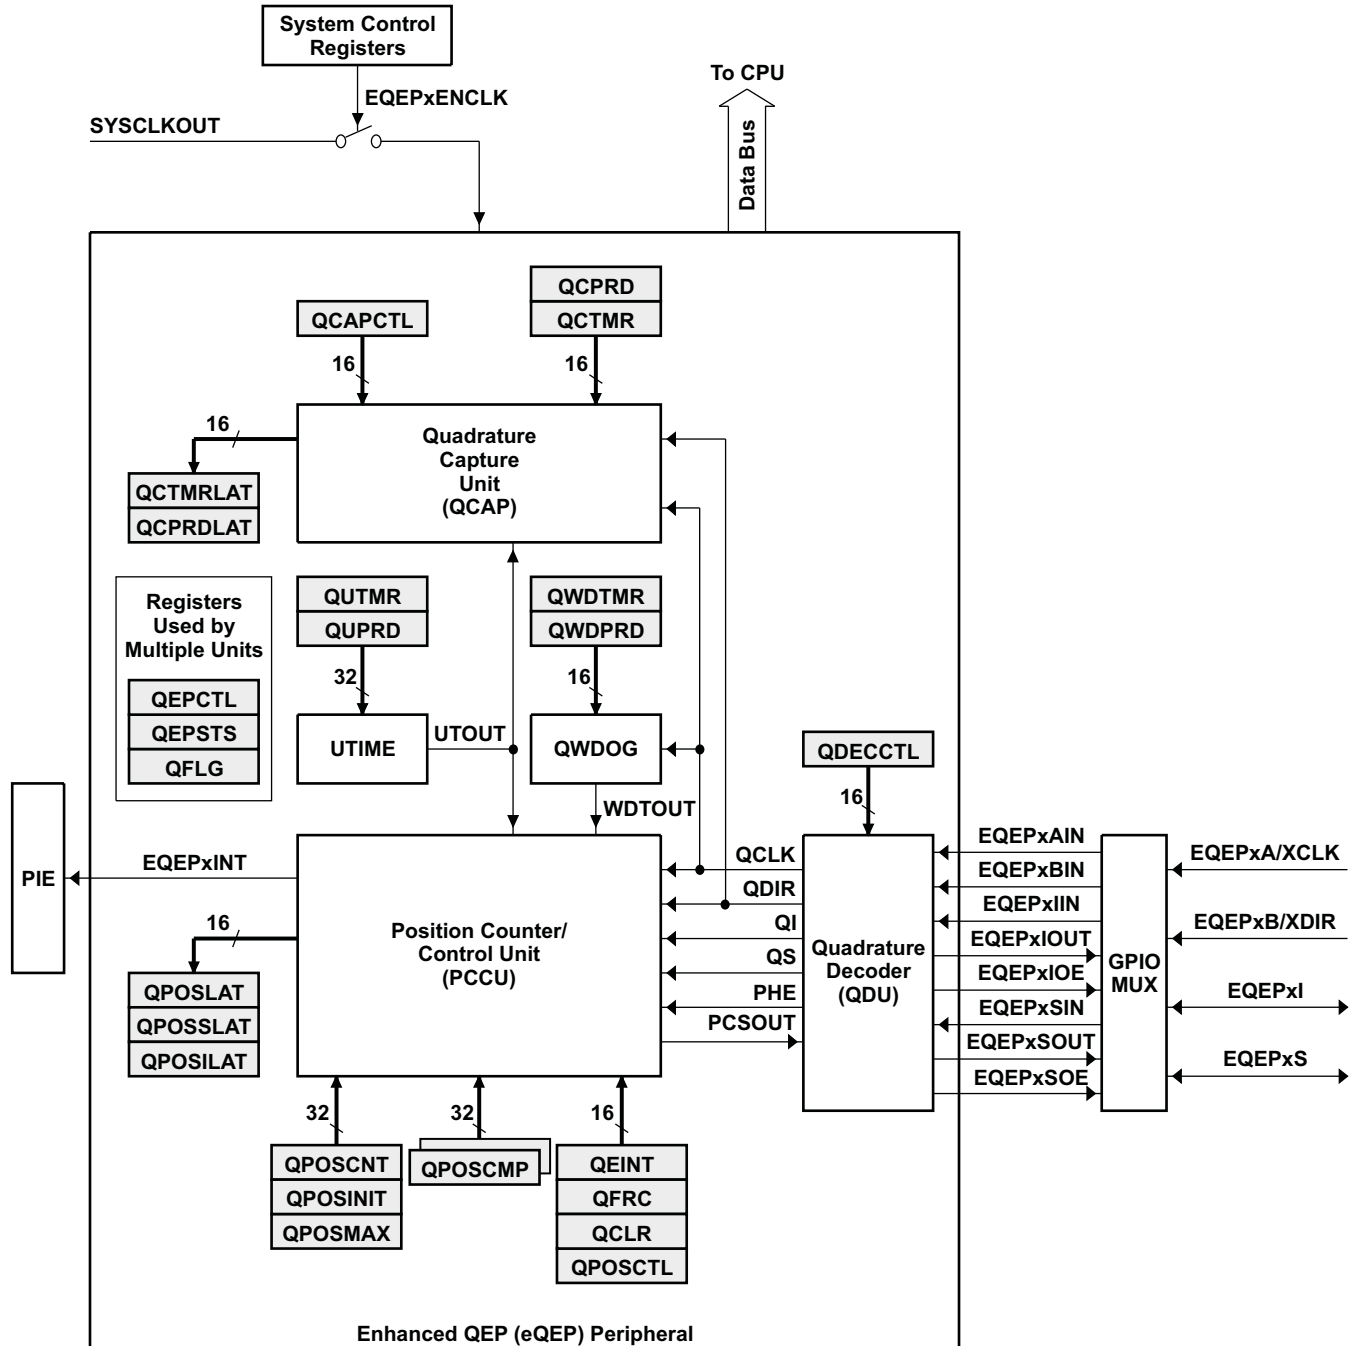 System Control
Registers
To CPU
EQEPxENCLK
SYSCLKOUT
Data Bus
QCPRD
QCAPCTL
QCTMR
16
16
16
Quadrature
Capture
Unit
(QCAP)
QCTMRLAT
QCPRDLAT
Registers
Used by
Multiple Units
QEPCTL
QEPSTS
QFLG
QUTMR
QUPRD
QWDTMR
QWDPRD
32
16
UTIME
UTOUT
QWDOG
QDECCTL
WDTOUT
16
PIE
EQEPxINT
16
Position Counter/
Control Unit
(PCCU)
QCLK
QDIR
QI
QS
PHE
PCSOUT
Quadrature
Decoder
(QDU)
EQEPxAIN
EQEPxBIN
EQEPxIIN
EQEPxIOUT
EQEPxIOE
EQEPxSIN
EQEPxSOUT
EQEPxSOE
GPIO
MUX
EQEPxA/XCLK
EQEPxB/XDIR
EQEPxI
EQEPxS
QPOSLAT
QPOSSLAT
QPOSILAT
32
32
16
QPOSCNT
QPOSINIT
QPOSMAX
QPOSCMP
QEINT
QFRC
QCLR
QPOSCTL
Enhanced QEP (eQEP) Peripheral